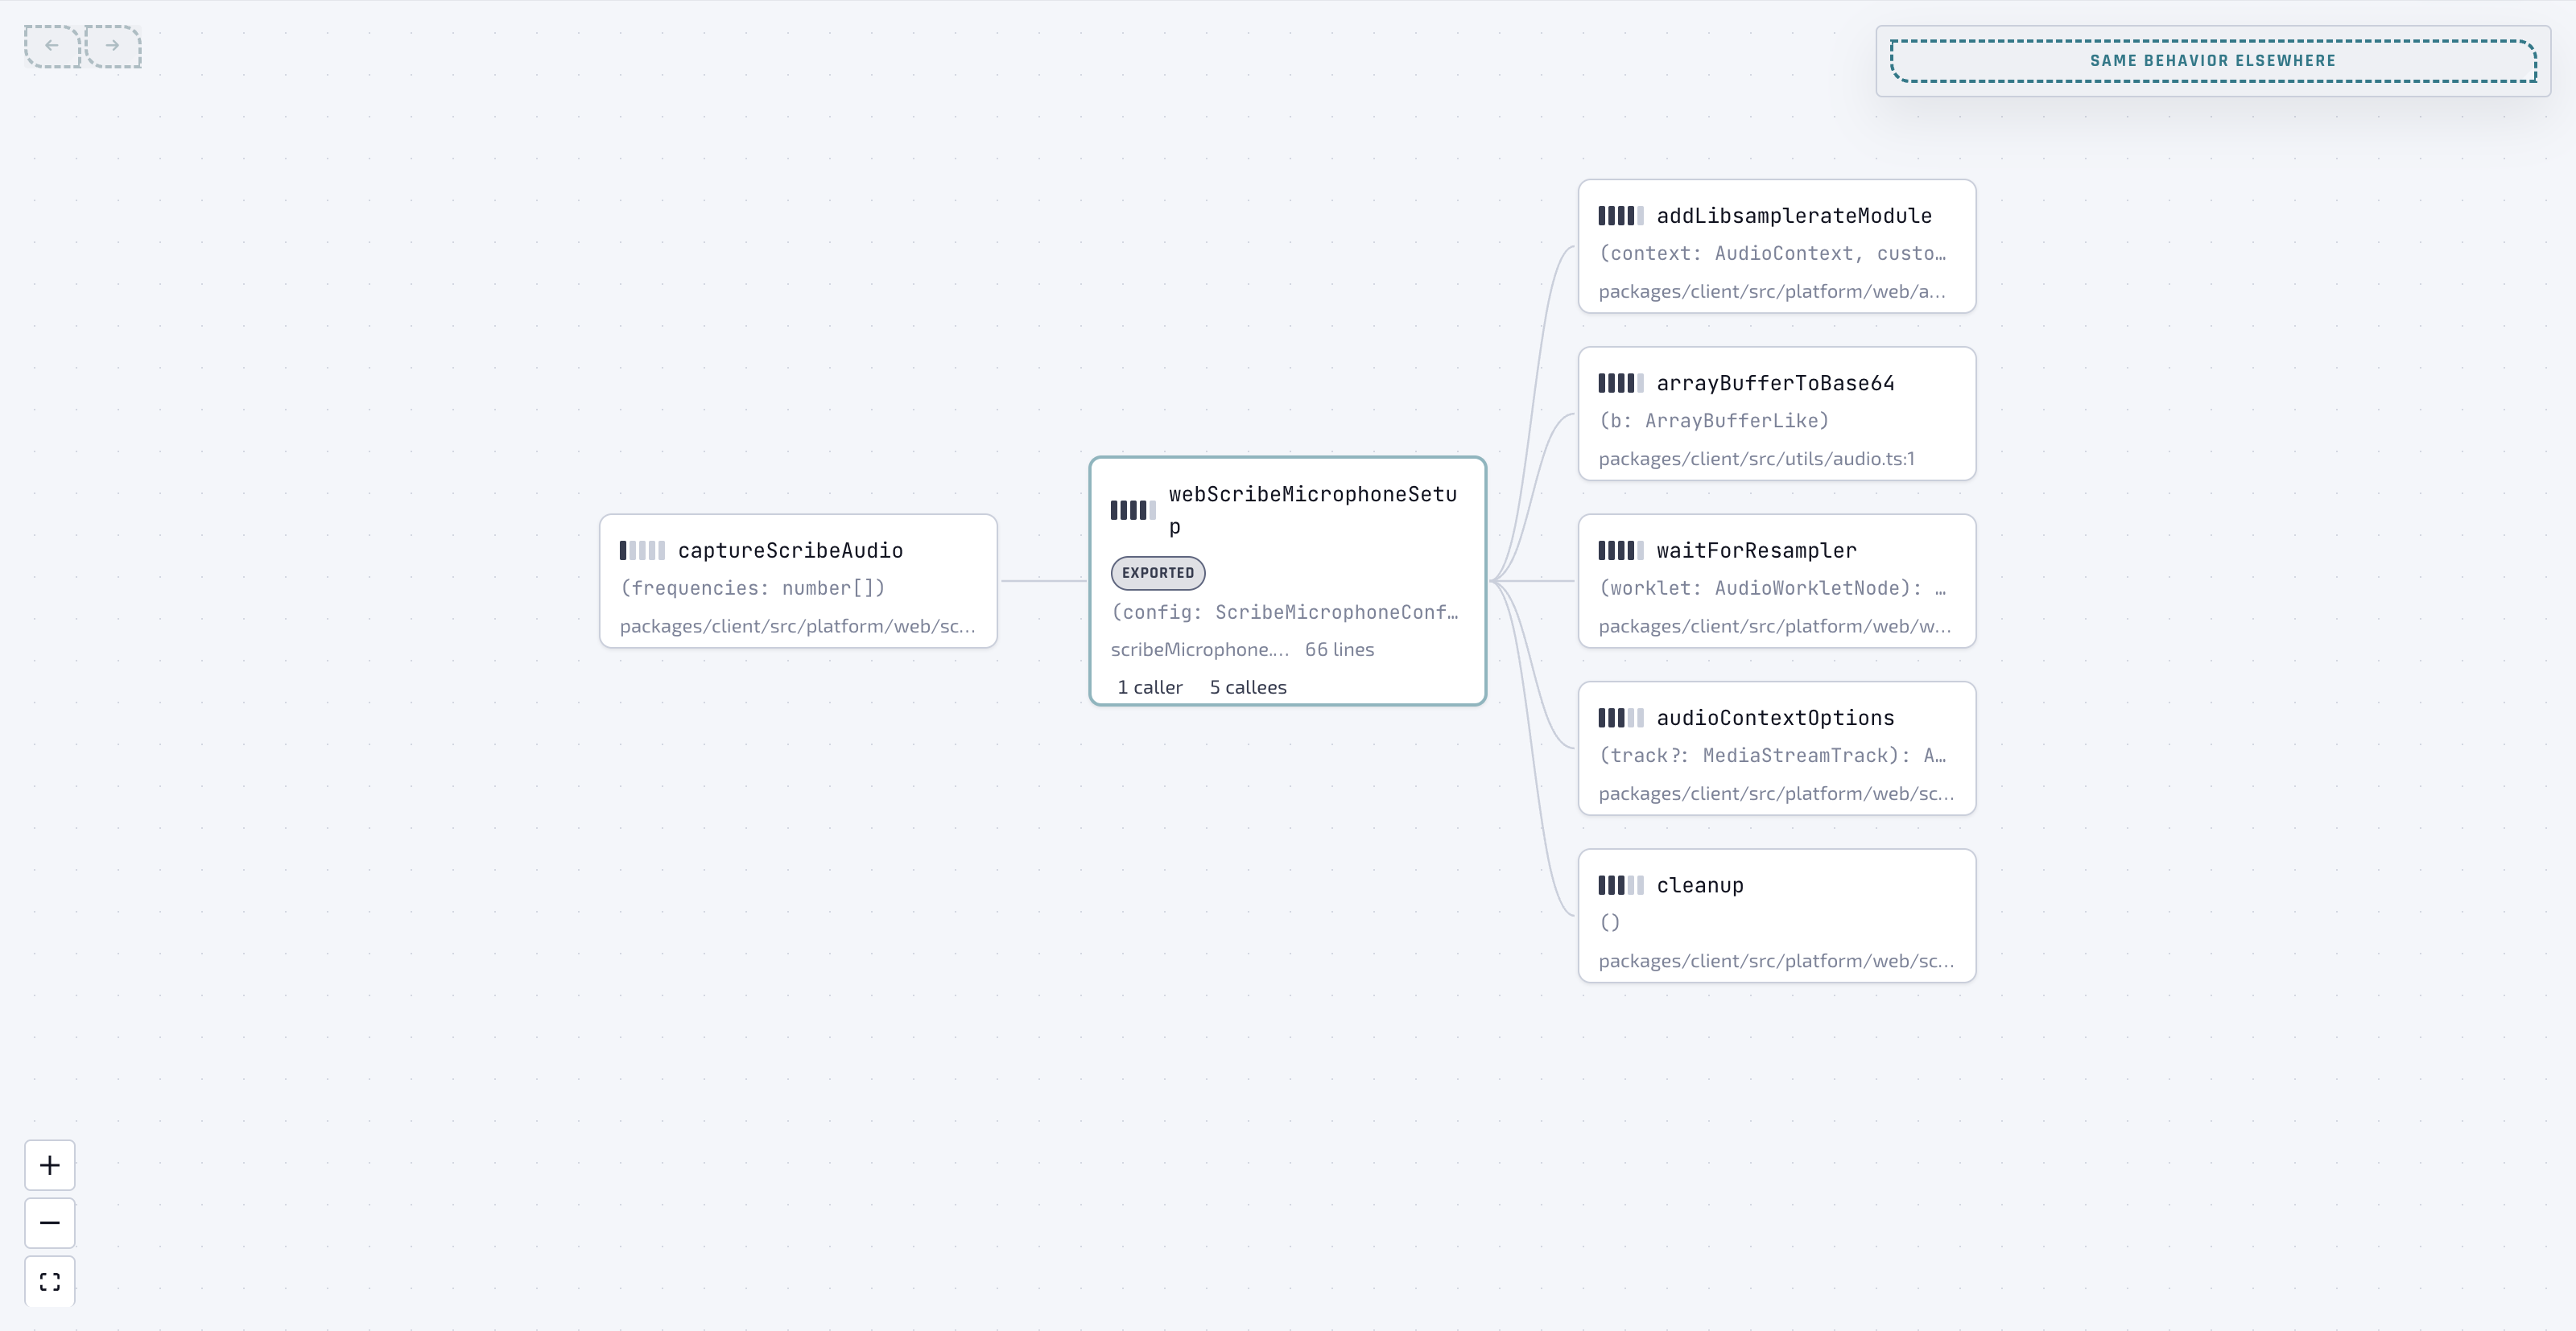 ← →
SAME BEHAVIOR ELSEWHERE
captureScribeAudio
(frequencies: number[])
packages/client/src/platform/web/sc…
webScribeMicrophoneSetu
p
EXPORTED
(config: ScribeMicrophoneConf…
scribeMicrophone.… 66 lines
1 caller 5 callees
addLibsamplerateModule
(context: AudioContext, custo…
packages/client/src/platform/web/a…
arrayBufferToBase64
(b: ArrayBufferLike)
packages/client/src/utils/audio.ts:1
waitForResampler
(worklet: AudioWorkletNode): …
packages/client/src/platform/web/w…
audioContextOptions
(track?: MediaStreamTrack): A…
packages/client/src/platform/web/sc…
cleanup
()
packages/client/src/platform/web/sc…